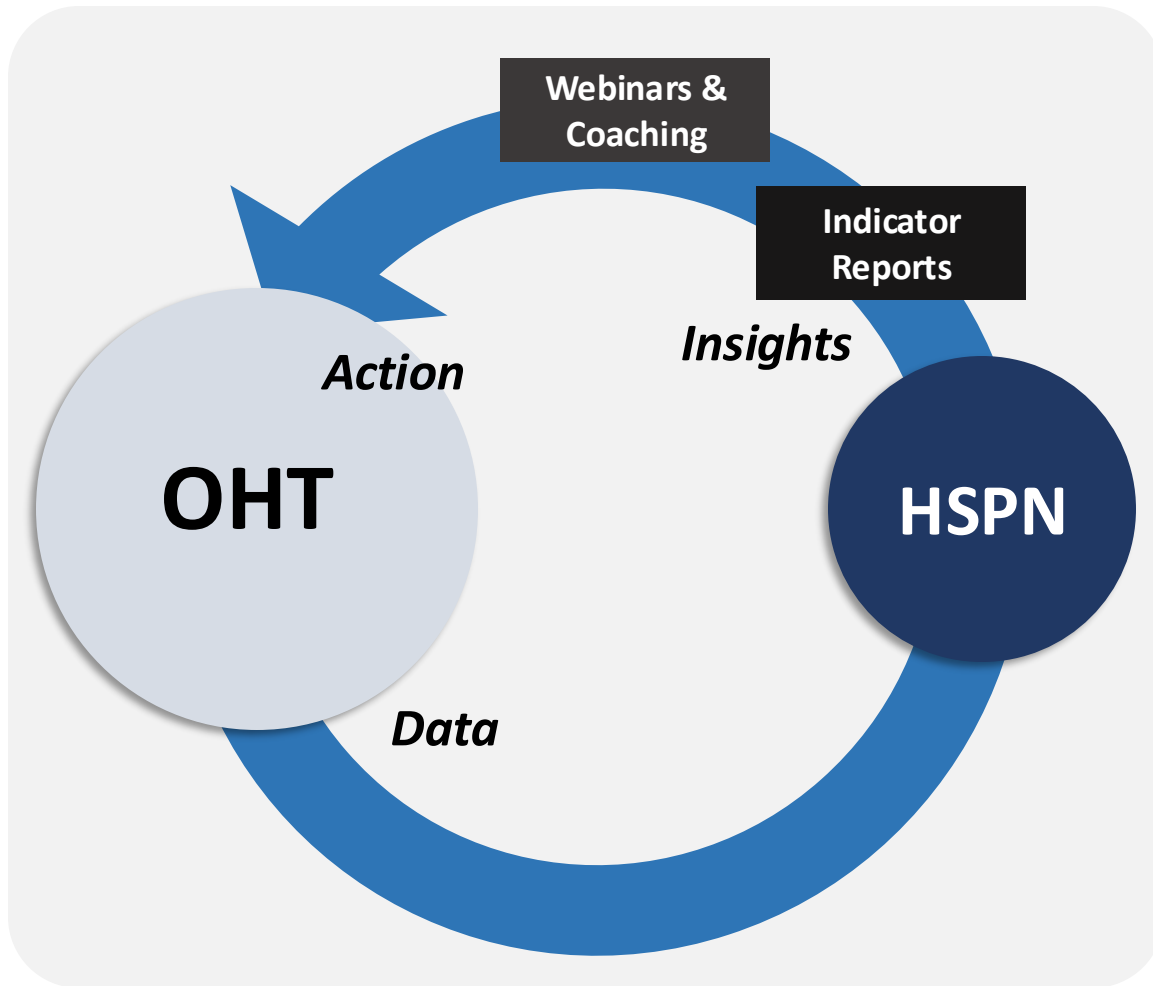 Webinars &
Coaching
Indicator
Reports
Insights
Action
OHT
HSPN
Data